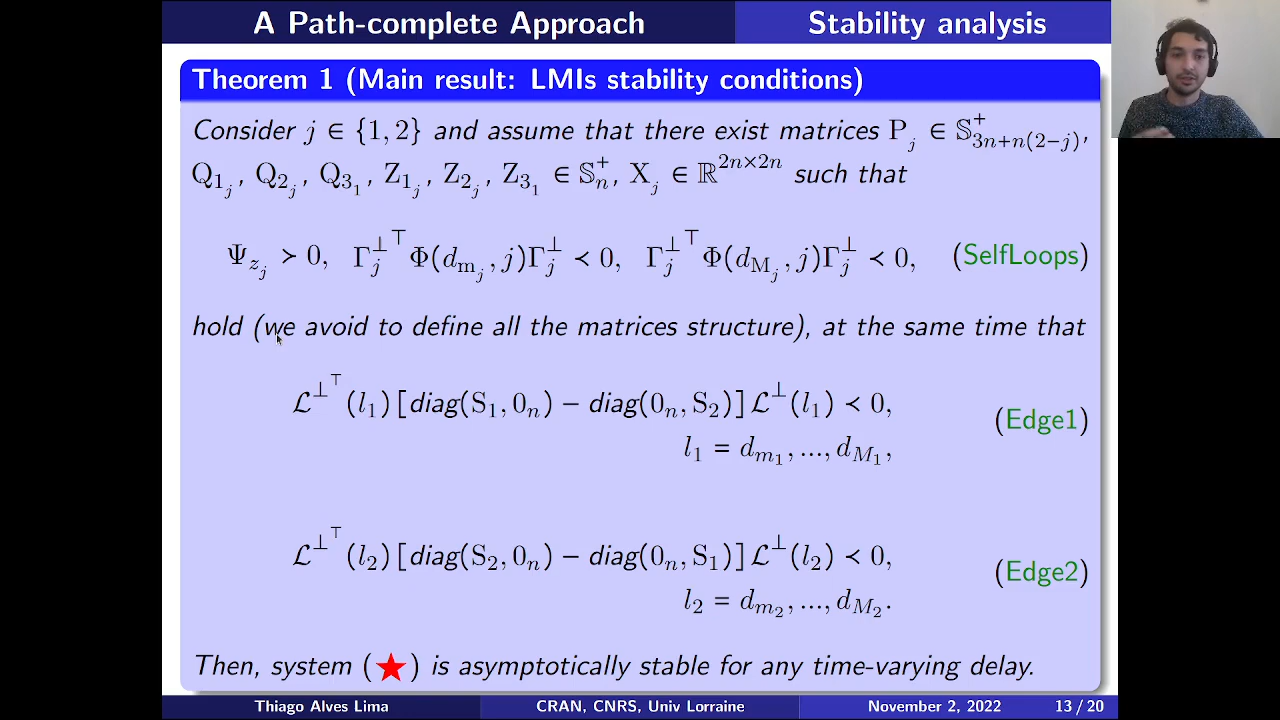 A Path-complete Approach
Stability analysis
Theorem 1 (Main result: LMIs stability conditions)
Consider j ∈ {1, 2} and assume that there exist matrices P_j ∈ 𝕊^+_{3n+n(2−j)},
Q_{1_j}, Q_{2_j}, Q_{3_1}, Z_{1_j}, Z_{2_j}, Z_{3_1} ∈ 𝕊^+_n, X_j ∈ ℝ^{2n×2n} such that
Ψ_{z_j} ≻ 0, Γ_j^{⊥⊤} Φ(d_{m_j}, j)Γ_j^⊥ ≺ 0, Γ_j^{⊥⊤} Φ(d_{M_j}, j)Γ_j^⊥ ≺ 0, (SelfLoops)
hold (we avoid to define all the matrices structure), at the same time that
ℒ^{⊥⊤}(l_1) [diag(S_1, 0_n) − diag(0_n, S_2)] ℒ^⊥(l_1) ≺ 0,
(Edge1)
l_1 = d_{m_1}, ..., d_{M_1},
ℒ^{⊥⊤}(l_2) [diag(S_2, 0_n) − diag(0_n, S_1)] ℒ^⊥(l_2) ≺ 0,
(Edge2)
l_2 = d_{m_2}, ..., d_{M_2}.
Then, system (★) is asymptotically stable for any time-varying delay.
Thiago Alves Lima
CRAN, CNRS, Univ Lorraine
November 2, 2022
13 / 20